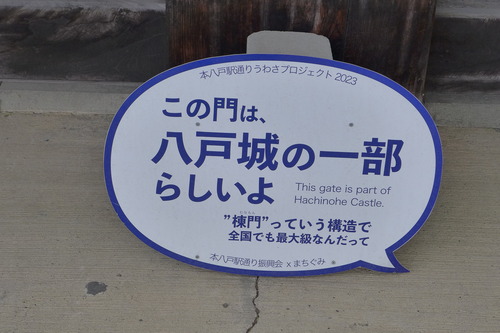 本八戸駅通りうわさプロジェクト 2023
この門は、
八戸城の一部
らしいよ
This gate is part of
Hachinohe Castle.
"棟門"っていう構造で
全国でも最大級なんだって
本八戸駅通り振興会 x まちぐみ